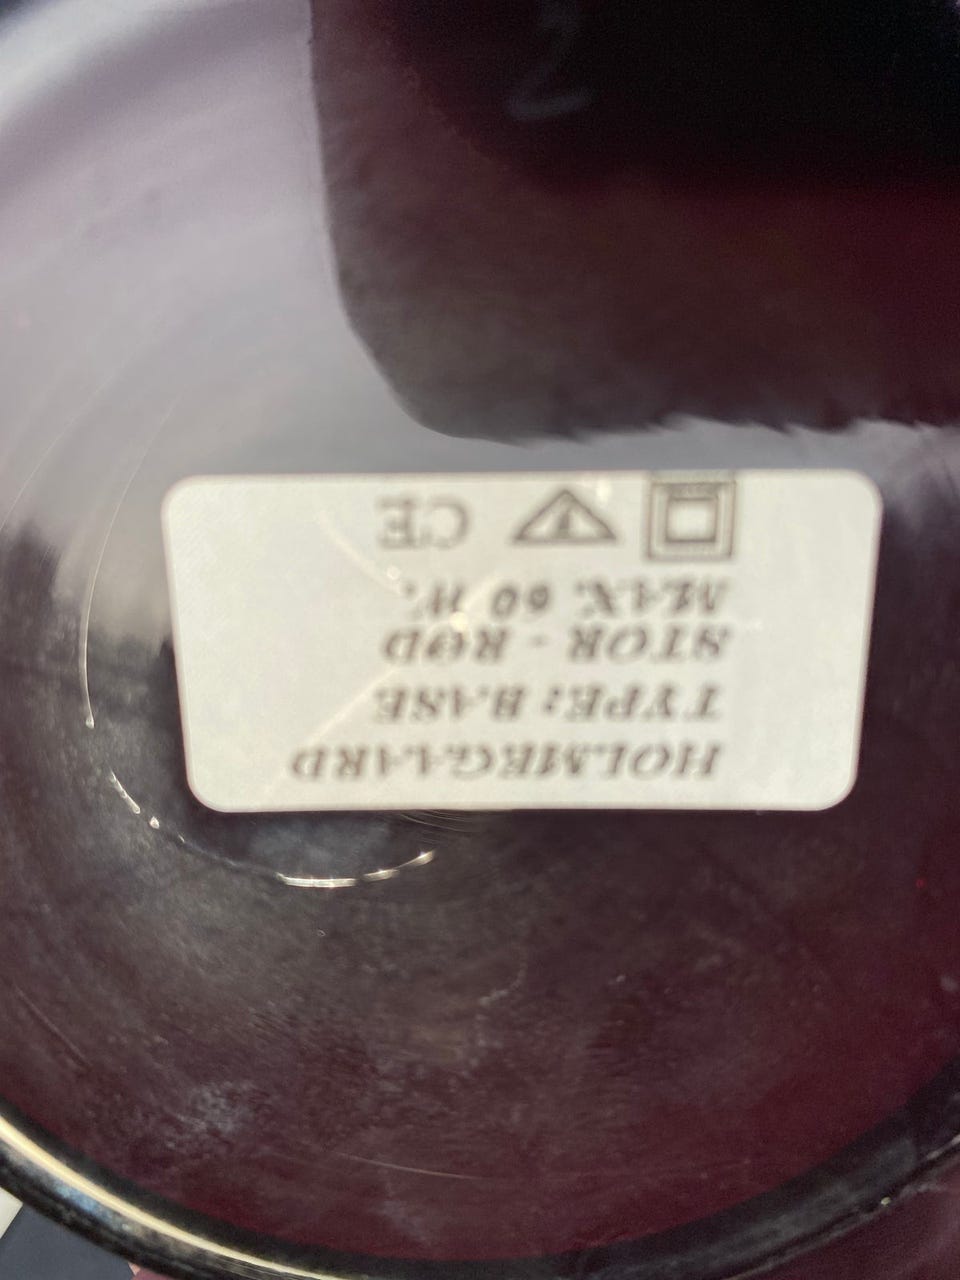 HOLMEGAARD
TYPE: BASE
STOR - RØD
MAX. 60 W.
CE